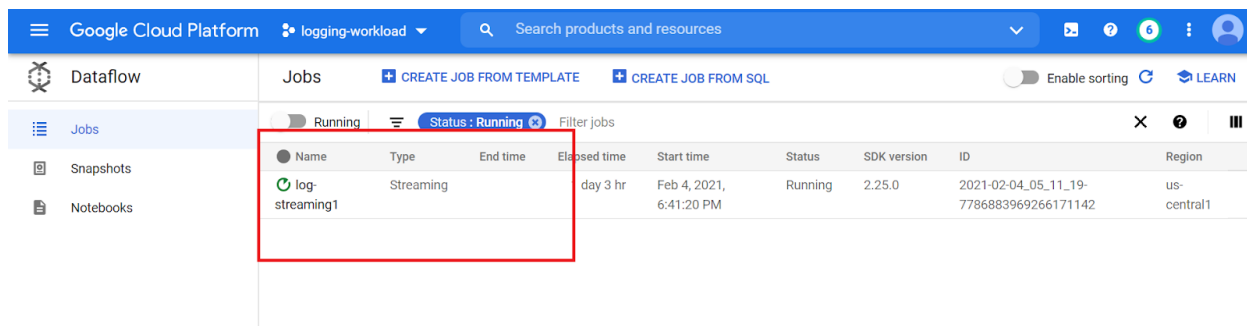 Google Cloud Platform logging-workload Search products and resources 6
Dataflow Jobs CREATE JOB FROM TEMPLATE CREATE JOB FROM SQL Enable sorting LEARN
Jobs
Snapshots
Notebooks
Running Status : Running Filter jobs
Name Type End time Elapsed time Start time Status SDK version ID Region
log- Streaming day 3 hr Feb 4, 2021, Running 2.25.0 2021-02-04_05_11_19- us-
streaming1 6:41:20 PM 7786883969266171142 central1